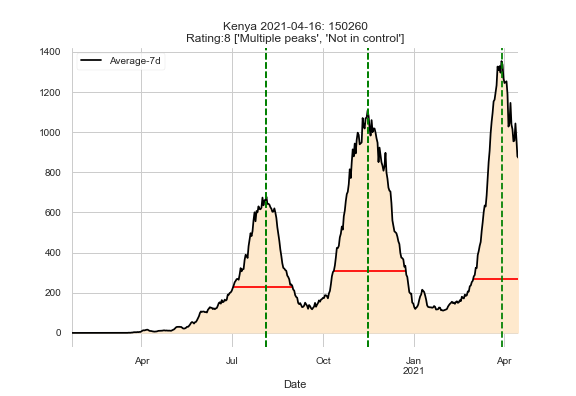 Kenya 2021-04-16: 150260
Rating:8 ['Multiple peaks', 'Not in control']
Average-7d
1400
1200
1000
800
600
400
200
0
Apr Jul Oct Jan Apr
2021
Date